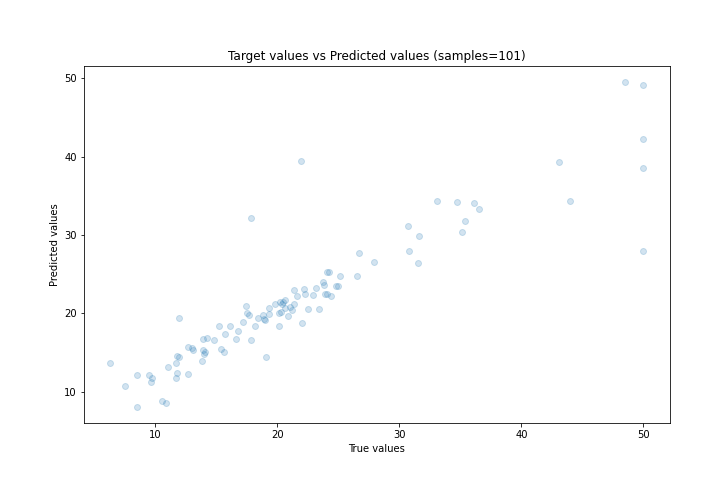 Target values vs Predicted values (samples=101)
50
40
30
20
10
Predicted values
10 20 30 40 50
True values